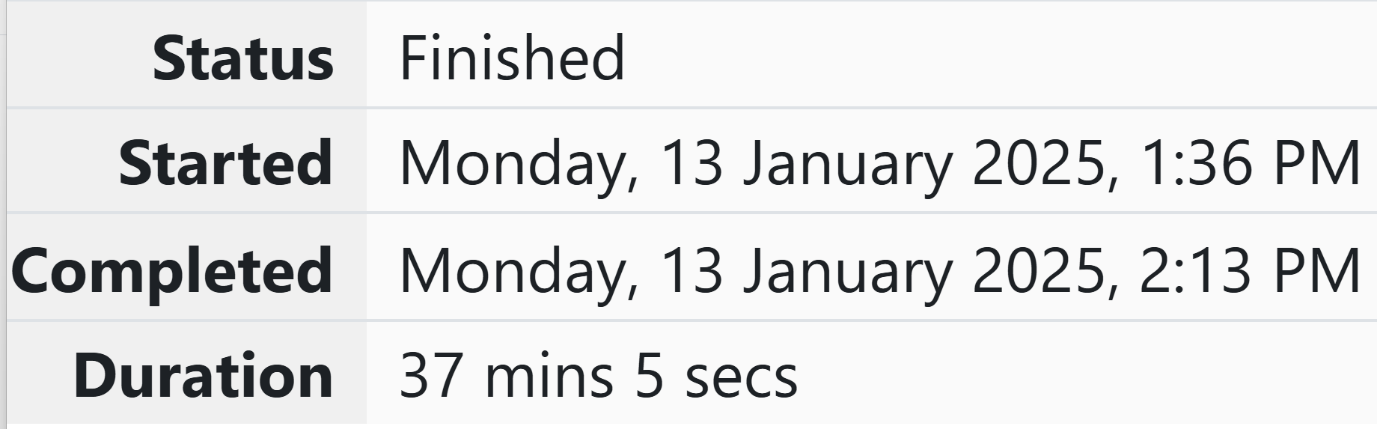 Status Finished
Started Monday, 13 January 2025, 1:36 PM
Completed Monday, 13 January 2025, 2:13 PM
Duration 37 mins 5 secs